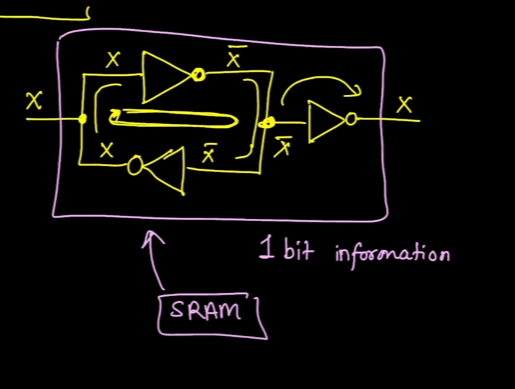 X X X̅
X X̅ X̅ X
1 bit information
SRAM